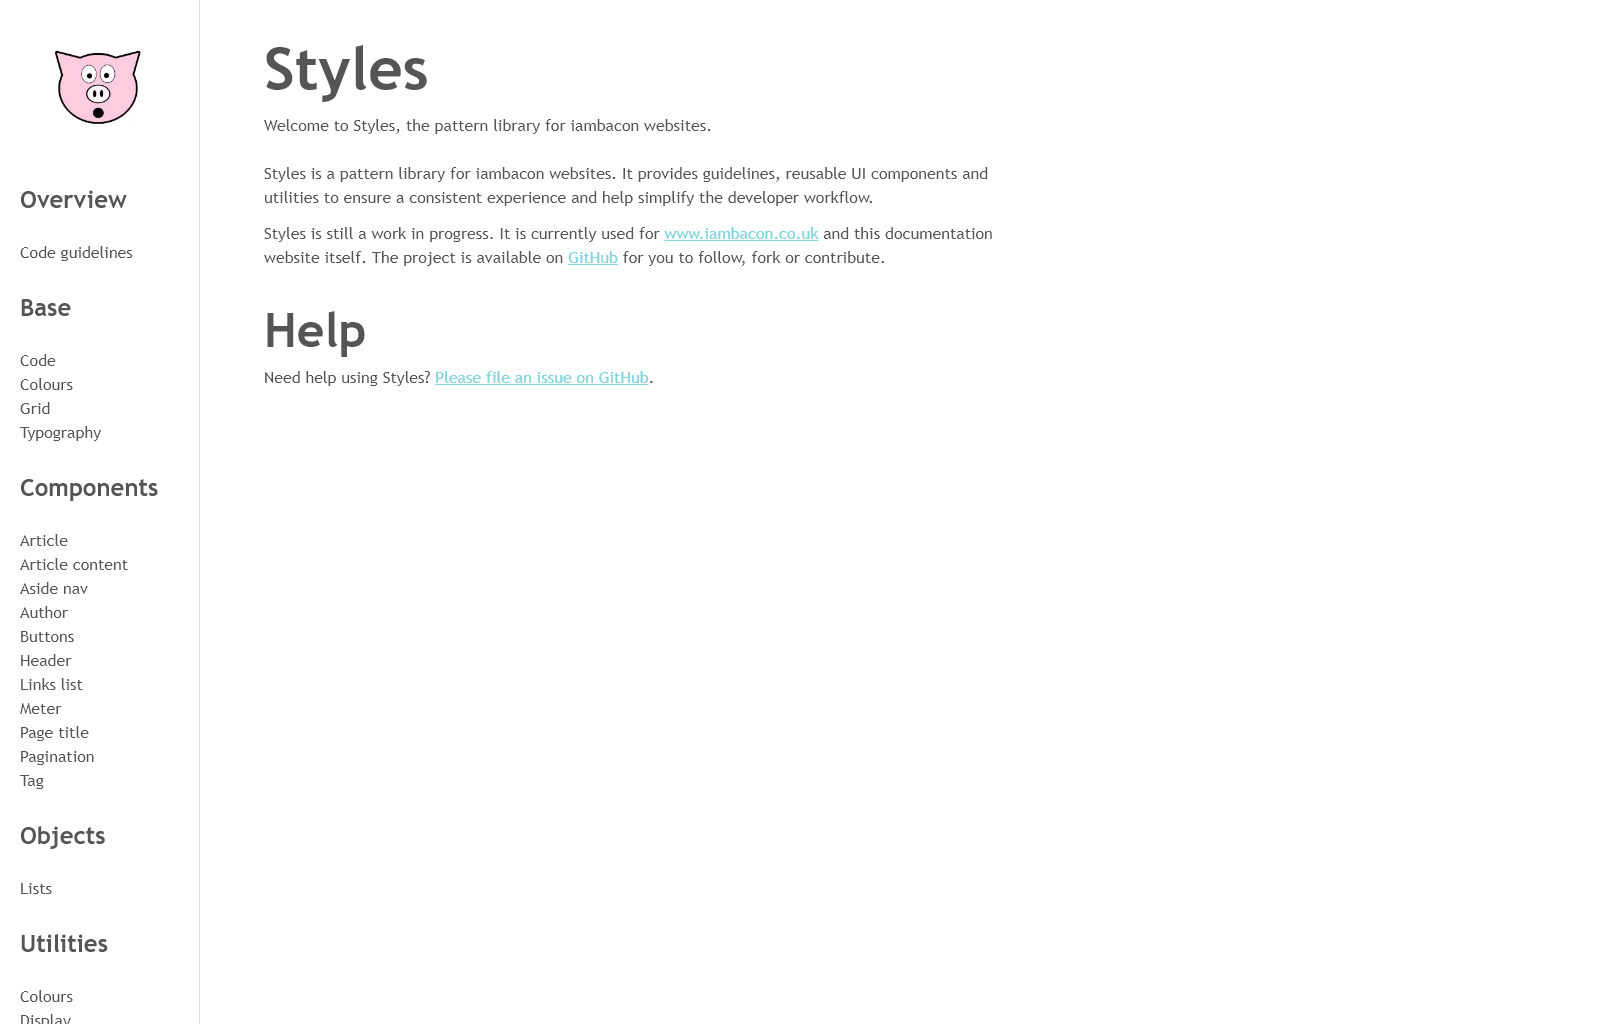 Overview
Code guidelines
Base
Code
Colours
Grid
Typography
Components
Article
Article content
Aside nav
Author
Buttons
Header
Links list
Meter
Page title
Pagination
Tag
Objects
Lists
Utilities
Colours
Display
Styles
Welcome to Styles, the pattern library for iambacon websites.
Styles is a pattern library for iambacon websites. It provides guidelines, reusable UI components and
utilities to ensure a consistent experience and help simplify the developer workflow.
Styles is still a work in progress. It is currently used for www.iambacon.co.uk and this documentation
website itself. The project is available on GitHub for you to follow, fork or contribute.
Help
Need help using Styles? Please file an issue on GitHub.